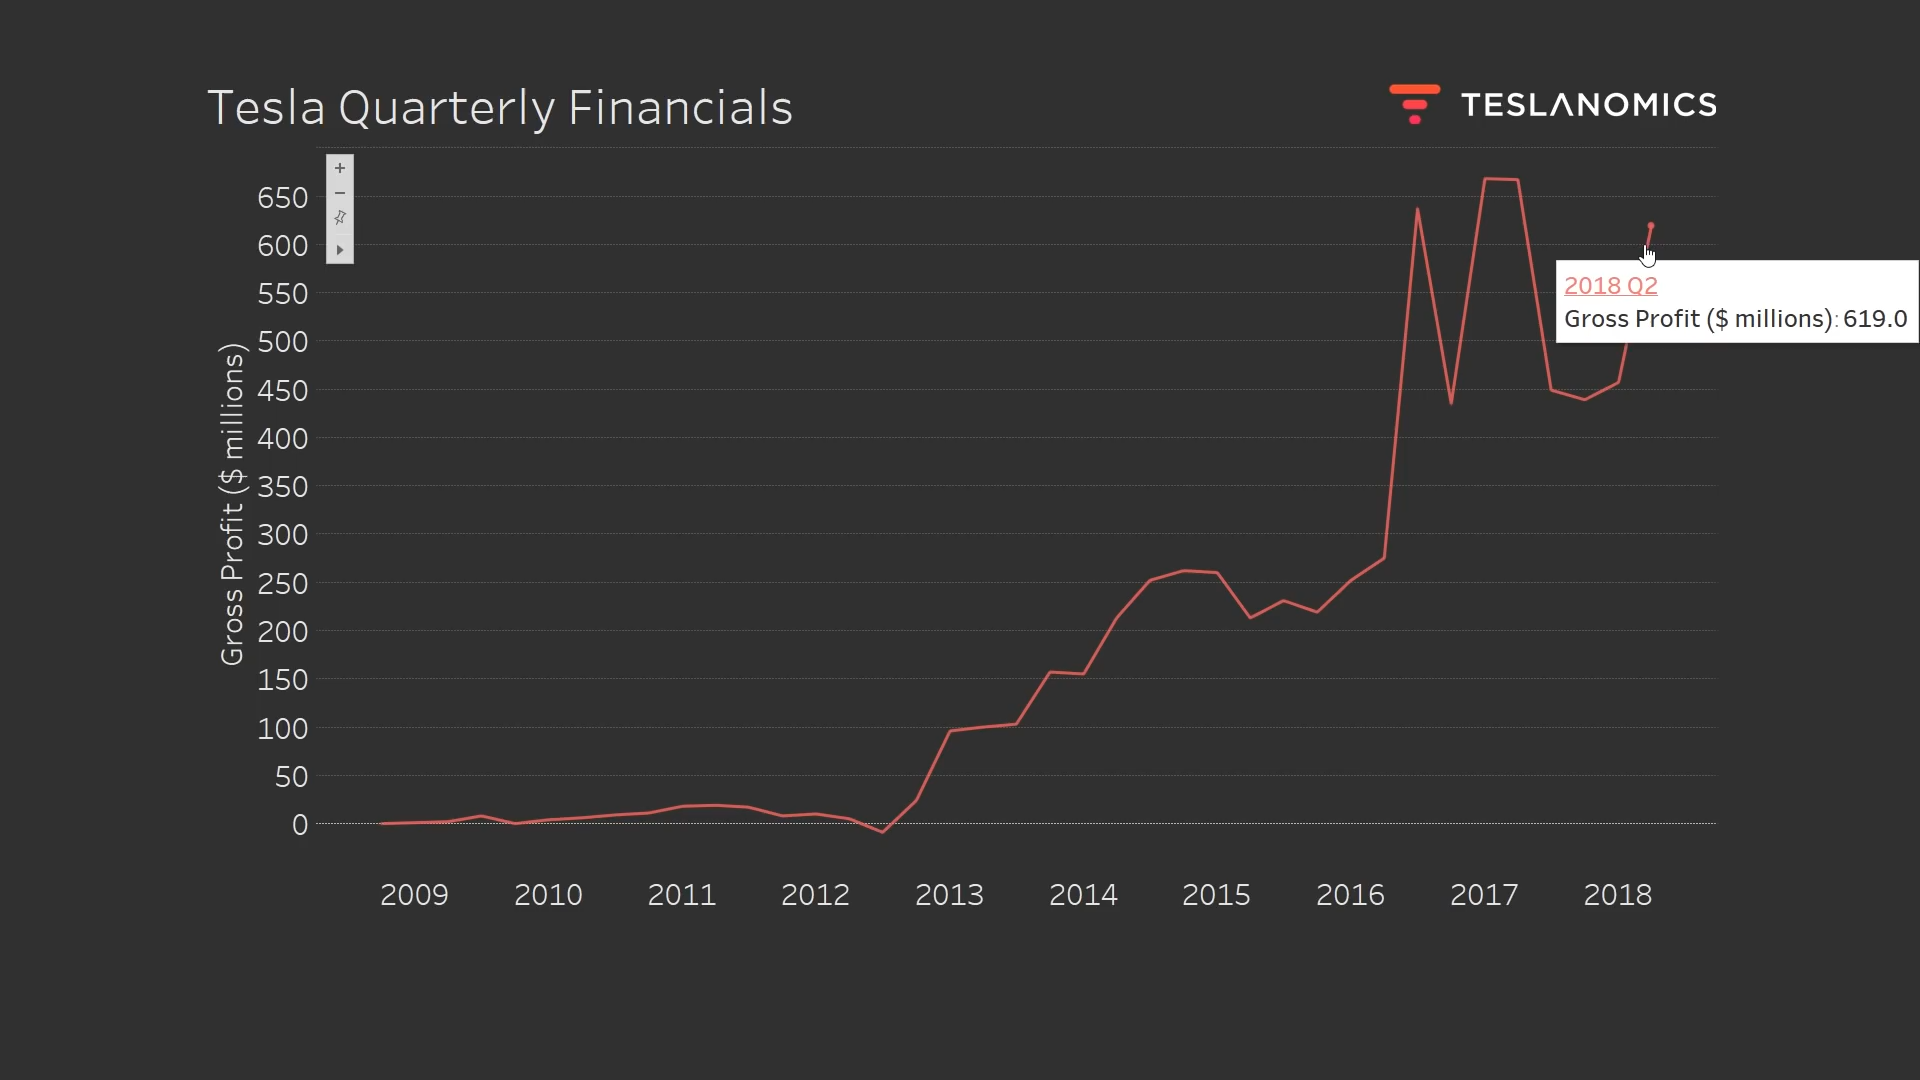 Tesla Quarterly Financials
TESLANOMICS
+
−
650
600
550
500
450
400
350
300
250
200
150
100
50
0
Gross Profit ($ millions)
2018 Q2
Gross Profit ($ millions): 619.0
2009 2010 2011 2012 2013 2014 2015 2016 2017 2018